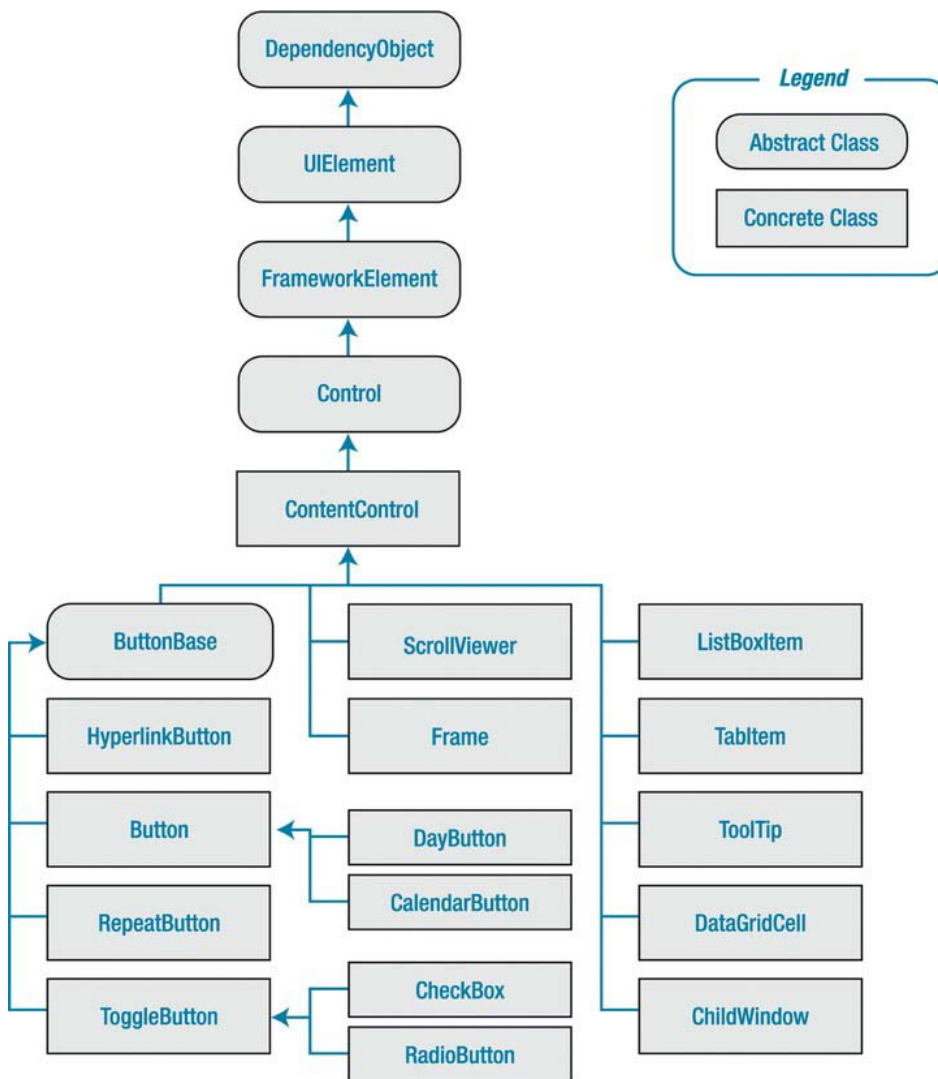 DependencyObject
Legend
Abstract Class
UIElement
Concrete Class
FrameworkElement
Control
ContentControl
ButtonBase
ScrollViewer
ListBoxItem
HyperlinkButton
Frame
TabItem
Button
DayButton
ToolTip
CalendarButton
RepeatButton
DataGridCell
ToggleButton
CheckBox
ChildWindow
RadioButton